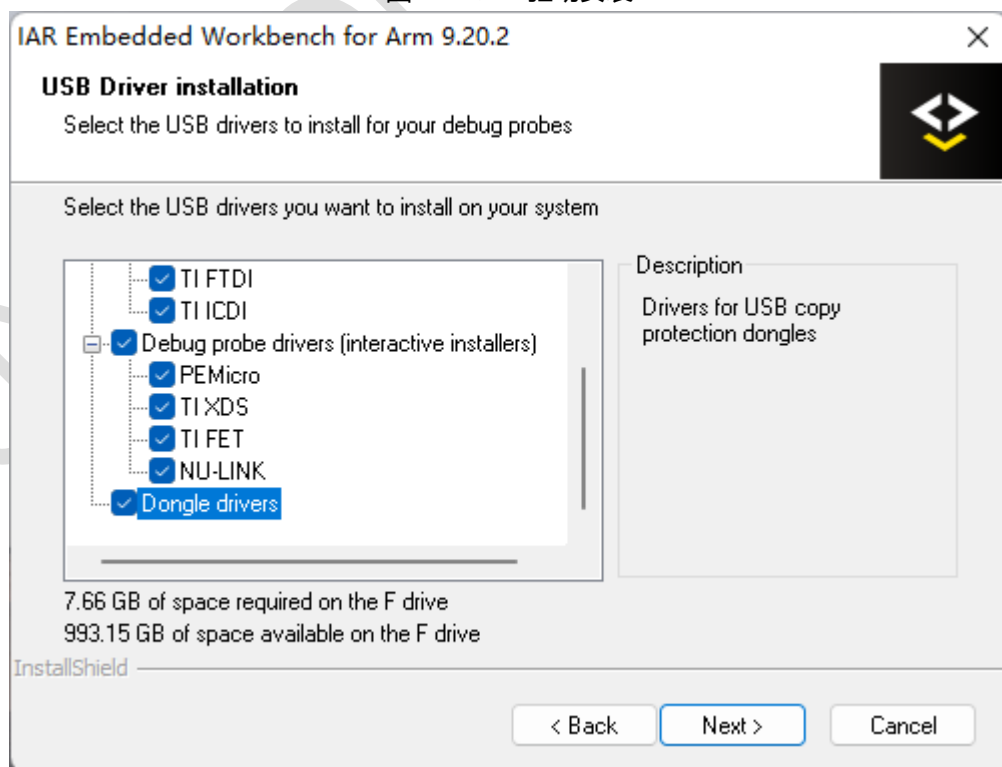 IAR Embedded Workbench for Arm 9.20.2
USB Driver installation
Select the USB drivers to install for your debug probes
Select the USB drivers you want to install on your system
TI FTDI
TI ICDI
Debug probe drivers (interactive installers)
PEMicro
TI XDS
TI FET
NU-LINK
Dongle drivers
Description
Drivers for USB copy
protection dongles
7.66 GB of space required on the F drive
993.15 GB of space available on the F drive
InstallShield
< Back
Next >
Cancel